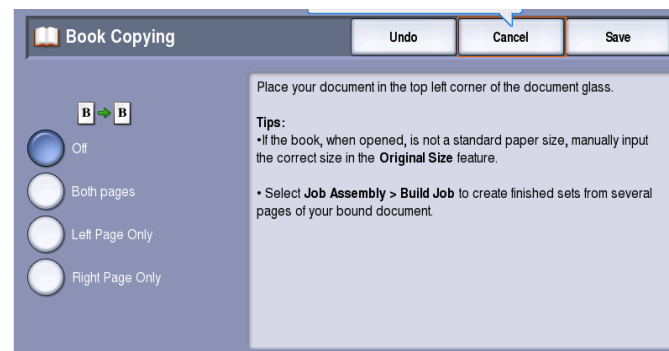 Book Copying
Undo
Cancel
Save
B B
Off
Both pages
Left Page Only
Right Page Only
Place your document in the top left corner of the document glass.
Tips:
•If the book, when opened, is not a standard paper size, manually input
the correct size in the Original Size feature.
• Select Job Assembly > Build Job to create finished sets from several
pages of your bound document.